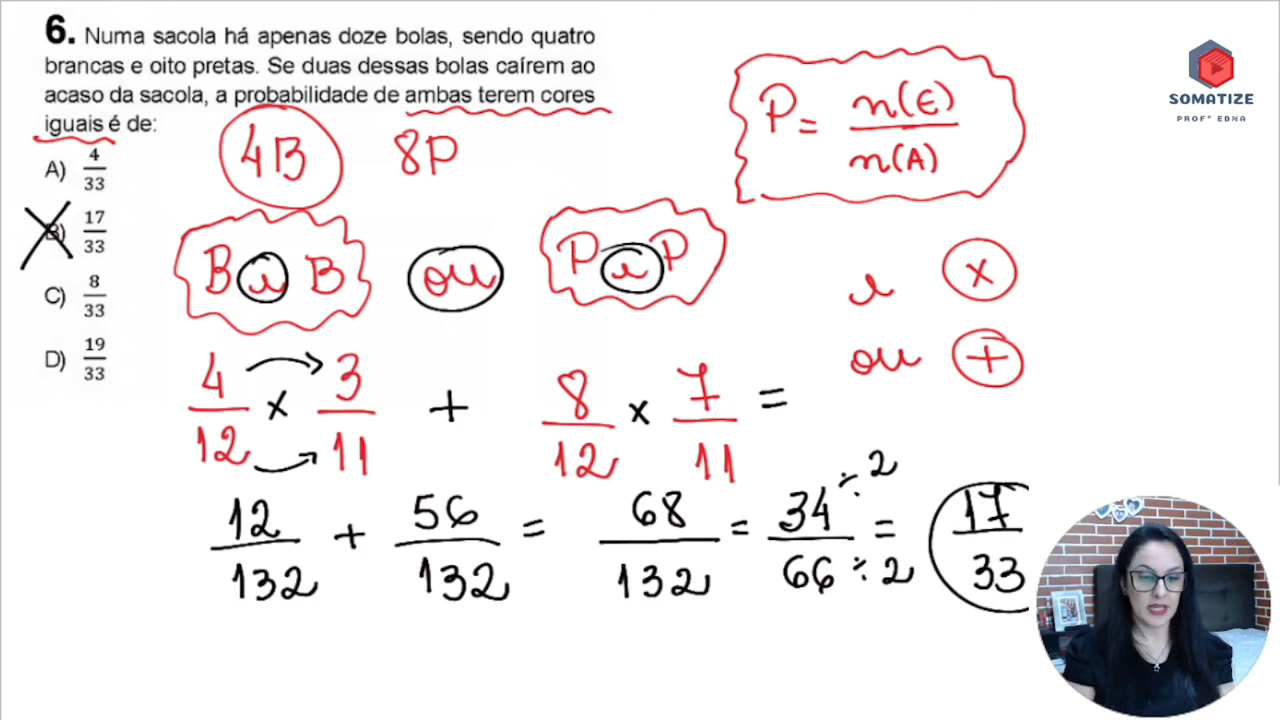 6. Numa sacola há apenas doze bolas, sendo quatro
brancas e oito pretas. Se duas dessas bolas caírem ao
acaso da sacola, a probabilidade de ambas terem cores
iguais é de:
A) 4/33
B) 17/33
C) 8/33
D) 19/33
4B 8P
P = n(E)/n(A)
SOMATIZE
PROFª EDNA
B e B ou P e P
e x
ou +
4/12 x 3/11 + 8/12 x 7/11 =
12/132 + 56/132 = 68/132 = 34/66 ÷2 ÷2 = 17/33